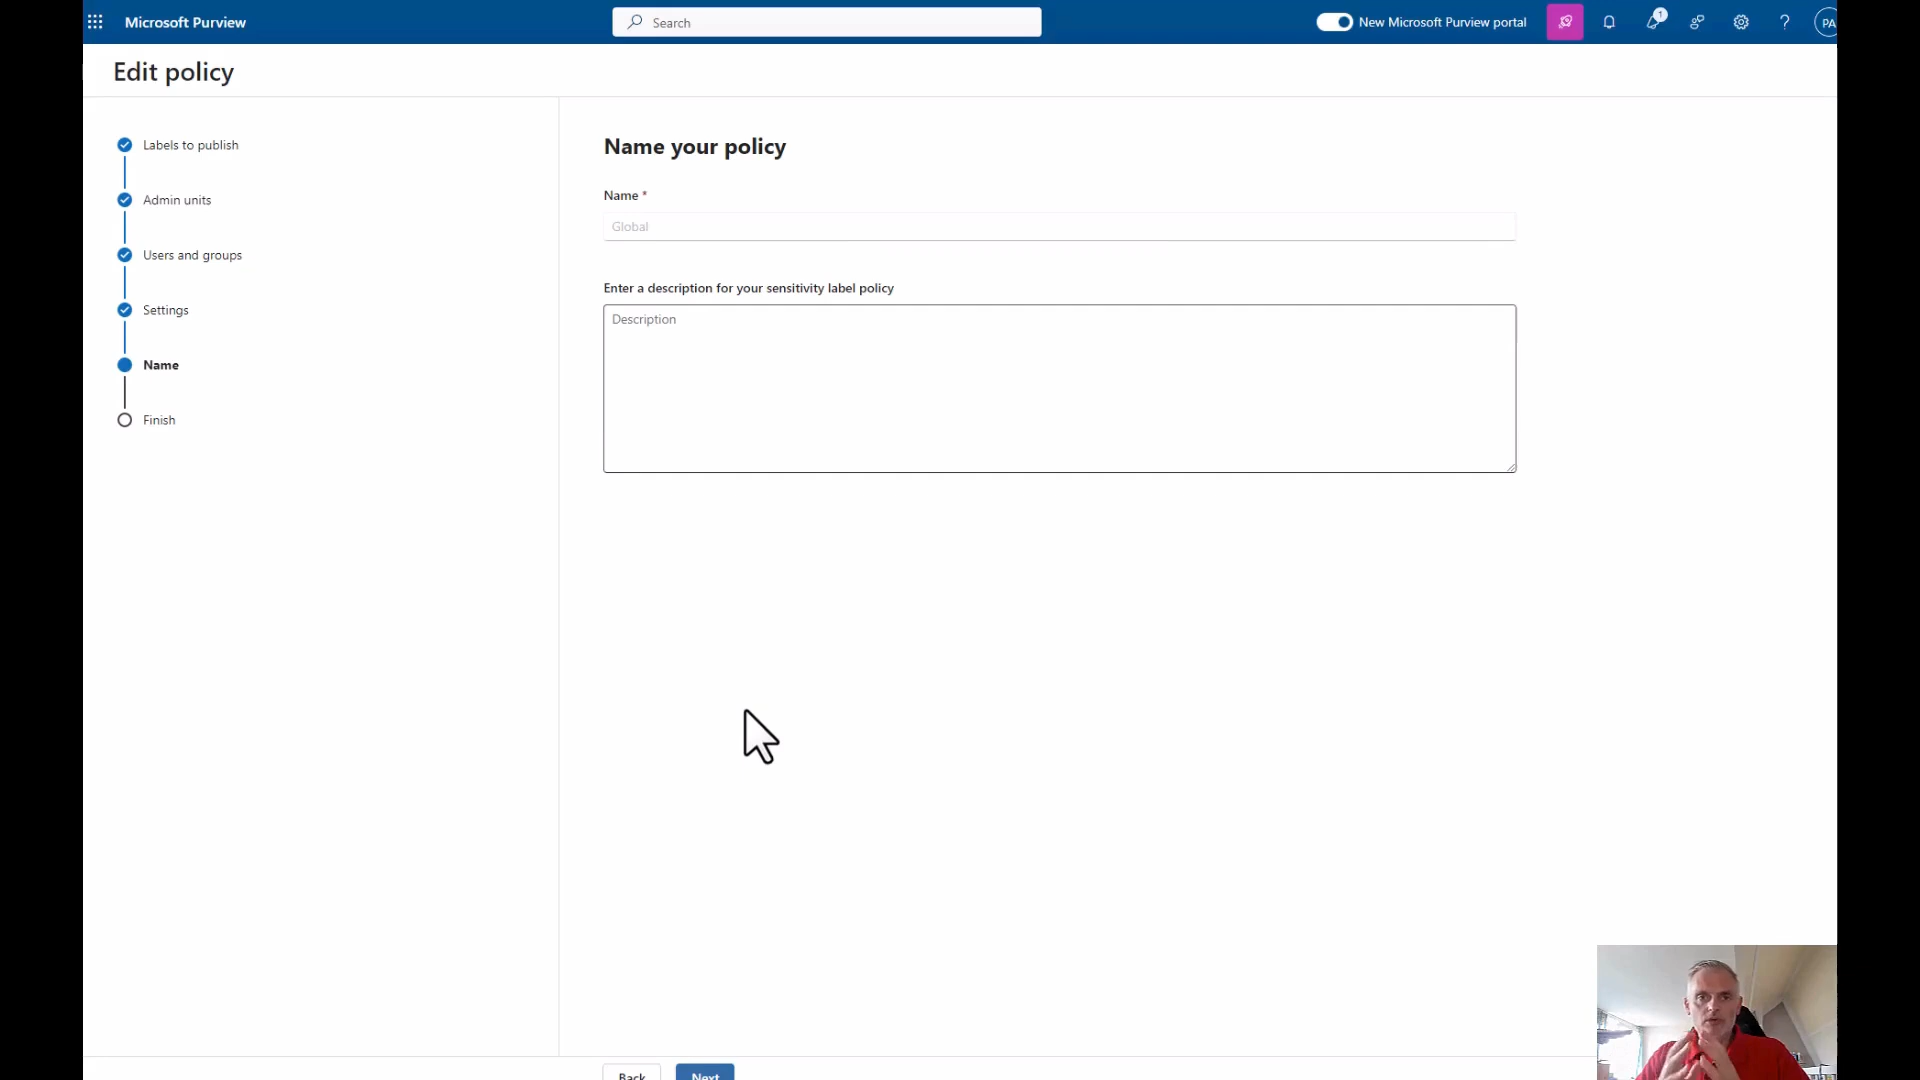 Microsoft Purview
Search
New Microsoft Purview portal
1
PA
Edit policy
Labels to publish
Admin units
Users and groups
Settings
Name
Finish
Name your policy
Name *
Global
Enter a description for your sensitivity label policy
Description
Back
Next